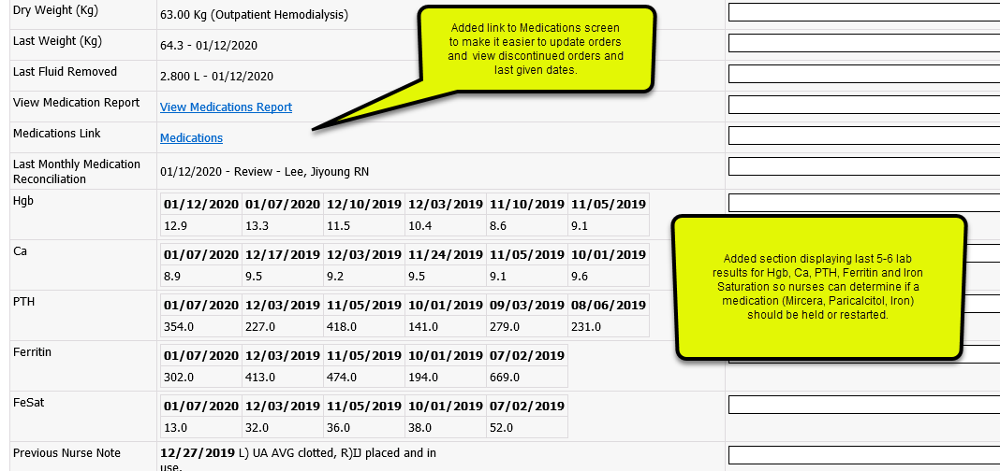 Dry Weight (Kg) 63.00 Kg (Outpatient Hemodialysis)
Last Weight (Kg) 64.3 - 01/12/2020
Last Fluid Removed 2.800 L - 01/12/2020
View Medication Report View Medications Report
Medications Link Medications
Added link to Medications screen
to make it easier to update orders
and view discontinued orders and
last given dates.
Last Monthly Medication
Reconciliation
01/12/2020 - Review - Lee, Jiyoung RN
Hgb
01/12/2020 01/07/2020 12/10/2019 12/03/2019 11/10/2019 11/05/2019
12.9 13.3 11.5 10.4 8.6 9.1
Ca
01/07/2020 12/17/2019 12/03/2019 11/24/2019 11/05/2019 10/01/2019
8.9 9.5 9.2 9.5 9.1 9.6
PTH
01/07/2020 12/03/2019 11/05/2019 10/01/2019 09/03/2019 08/06/2019
354.0 227.0 418.0 141.0 279.0 231.0
Added section displaying last 5-6 lab
results for Hgb, Ca, PTH, Ferritin and Iron
Saturation so nurses can determine if a
medication (Mircera, Paricalcitol, Iron)
should be held or restarted.
Ferritin
01/07/2020 12/03/2019 11/05/2019 10/01/2019 07/02/2019
302.0 413.0 474.0 194.0 669.0
FeSat
01/07/2020 12/03/2019 11/05/2019 10/01/2019 07/02/2019
13.0 32.0 36.0 38.0 52.0
Previous Nurse Note 12/27/2019 L) UA AVG clotted, R)IJ placed and in
use.